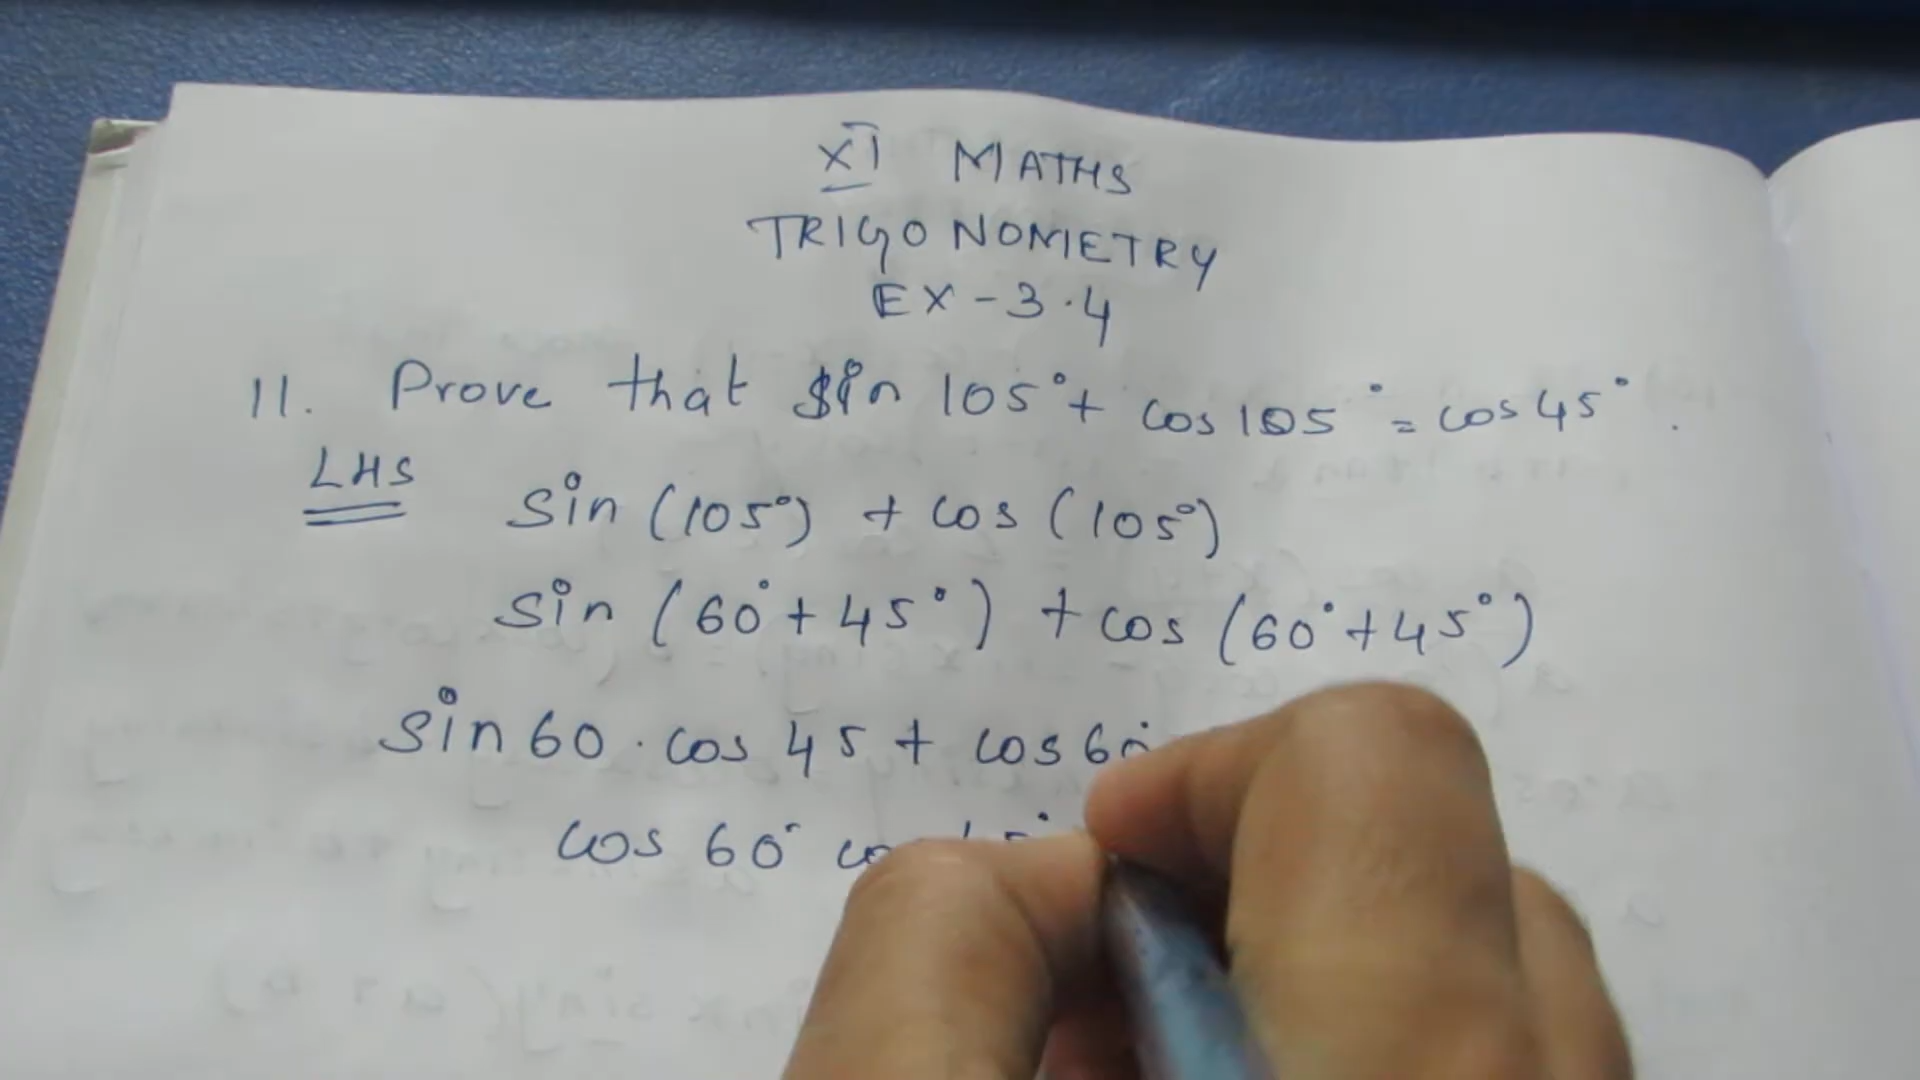 XI MATHS
TRIGONOMETRY
EX-3.4
11. Prove that sin 105° + cos 105° = cos 45°.
LHS sin (105°) + cos (105°)
sin (60° + 45°) + cos (60° + 45°)
sin 60 . cos 45 + cos 60
cos 60°